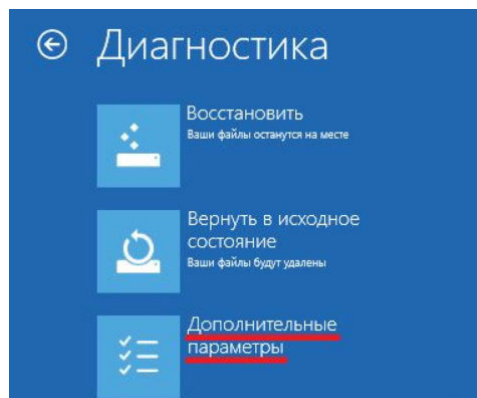 Диагностика
Восстановить
Ваши файлы останутся на месте
Вернуть в исходное
состояние
Ваши файлы будут удалены
Дополнительные
параметры